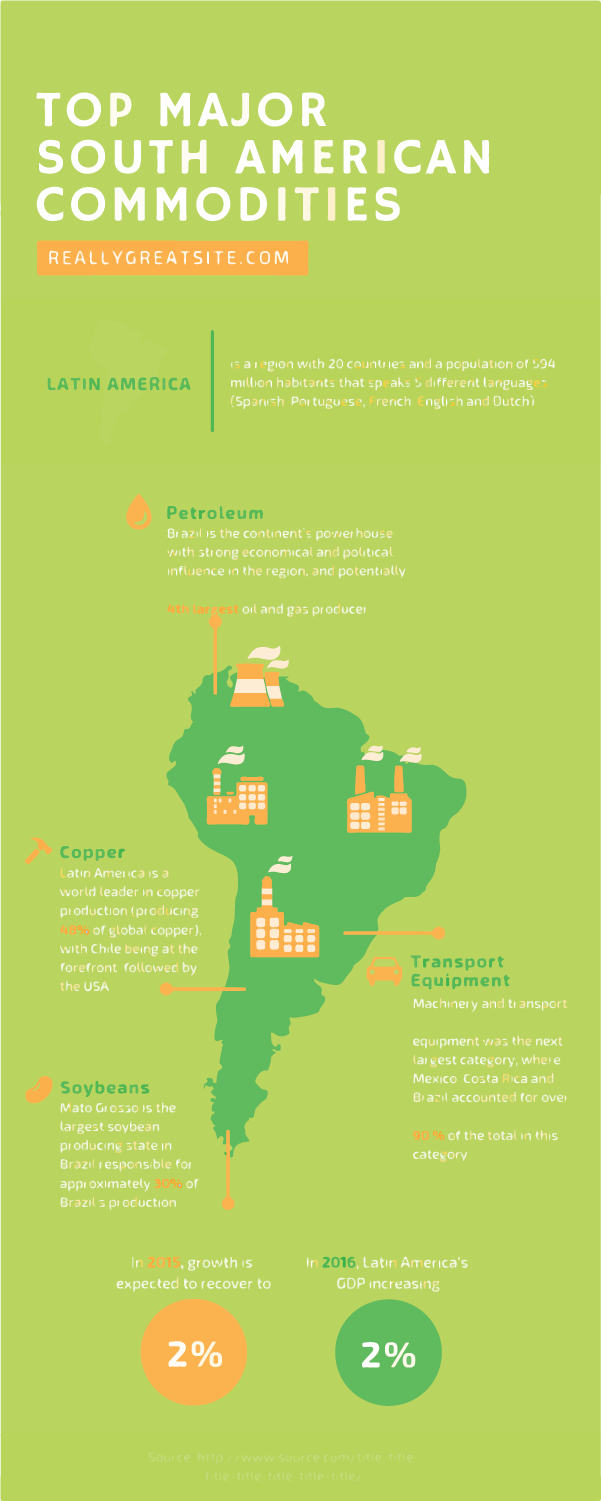 TOP MAJOR
SOUTH AMERICAN
COMMODITIES
REALLYGREATSITE.COM
LATIN AMERICA
is a region with 20 countries and a population of 594
million habitants that speaks 5 different languages
(Spanish, Portuguese, French, English and Dutch)
Petroleum
Brazil is the continent's powerhouse
with strong economical and political
influence in the region, and potentially
4th largest oil and gas producer
Copper
Latin America is a
world leader in copper
production (producing
of global copper),
with Chile being at the
forefront, followed by
the USA
Transport
Equipment
Machinery and transport
equipment was the next
largest category, where
Mexico, Costa Rica and
Brazil accounted for over
90% of the total in this
category
Soybeans
Mato Grosso is the
largest soybean
producing state in
Brazil responsible for
approximately 30% of
Brazil's production
In 2015, growth is
expected to recover to
2%
In 2016, Latin America's
GDP increasing
2%
Source: http://www.source.com/title-title-
title-title-title-title-title/